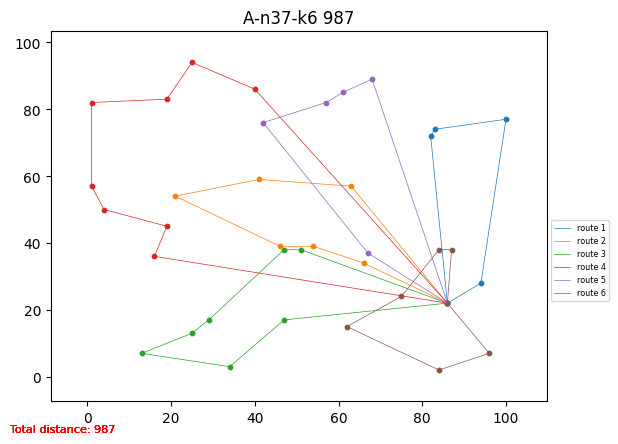 A-n37-k6 987
100
80
60
40
20
0
0 20 40 60 80 100
route 1
route 2
route 3
route 4
route 5
route 6
Total distance: 987